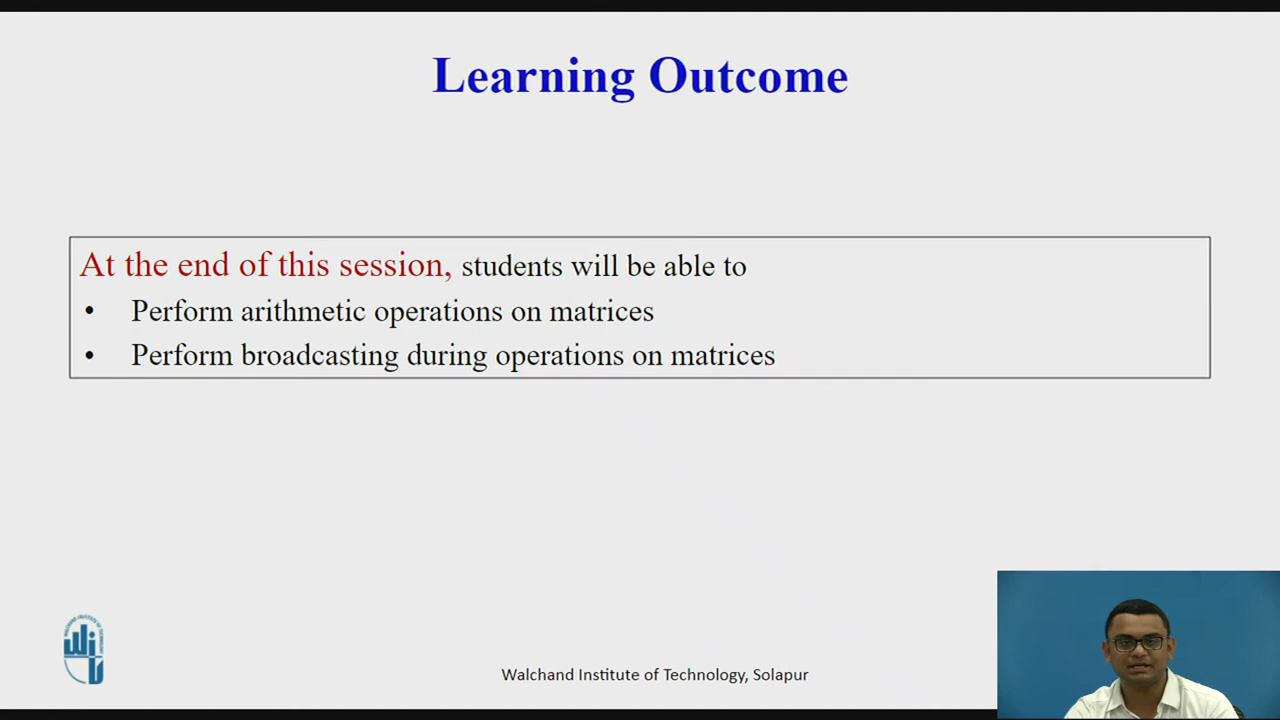 Learning Outcome
At the end of this session, students will be able to
• Perform arithmetic operations on matrices
• Perform broadcasting during operations on matrices
Walchand Institute of Technology, Solapur